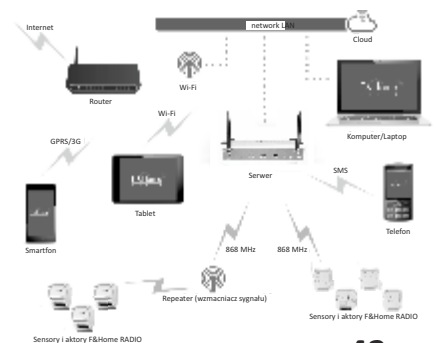 Internet
network LAN
Cloud
Wi-Fi
Router
Wi-Fi
Komputer/Laptop
GPRS/3G
Serwer
SMS
Tablet
Telefon
Smartfon
868 MHz
868 MHz
Repeater (wzmacniacz sygnału)
Sensory i aktory F&Home RADIO
Sensory i aktory F&Home RADIO